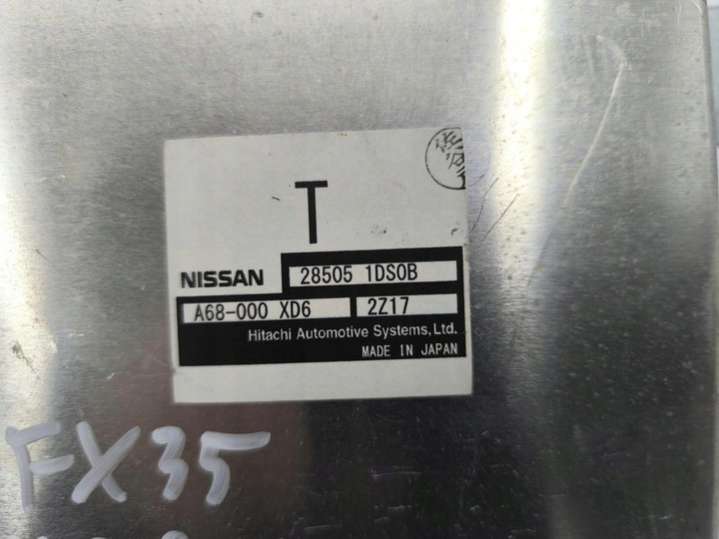 T
NISSAN 28505 1DS0B
A68-000 XD6 2Z17
Hitachi Automotive Systems, Ltd.
MADE IN JAPAN
FX35